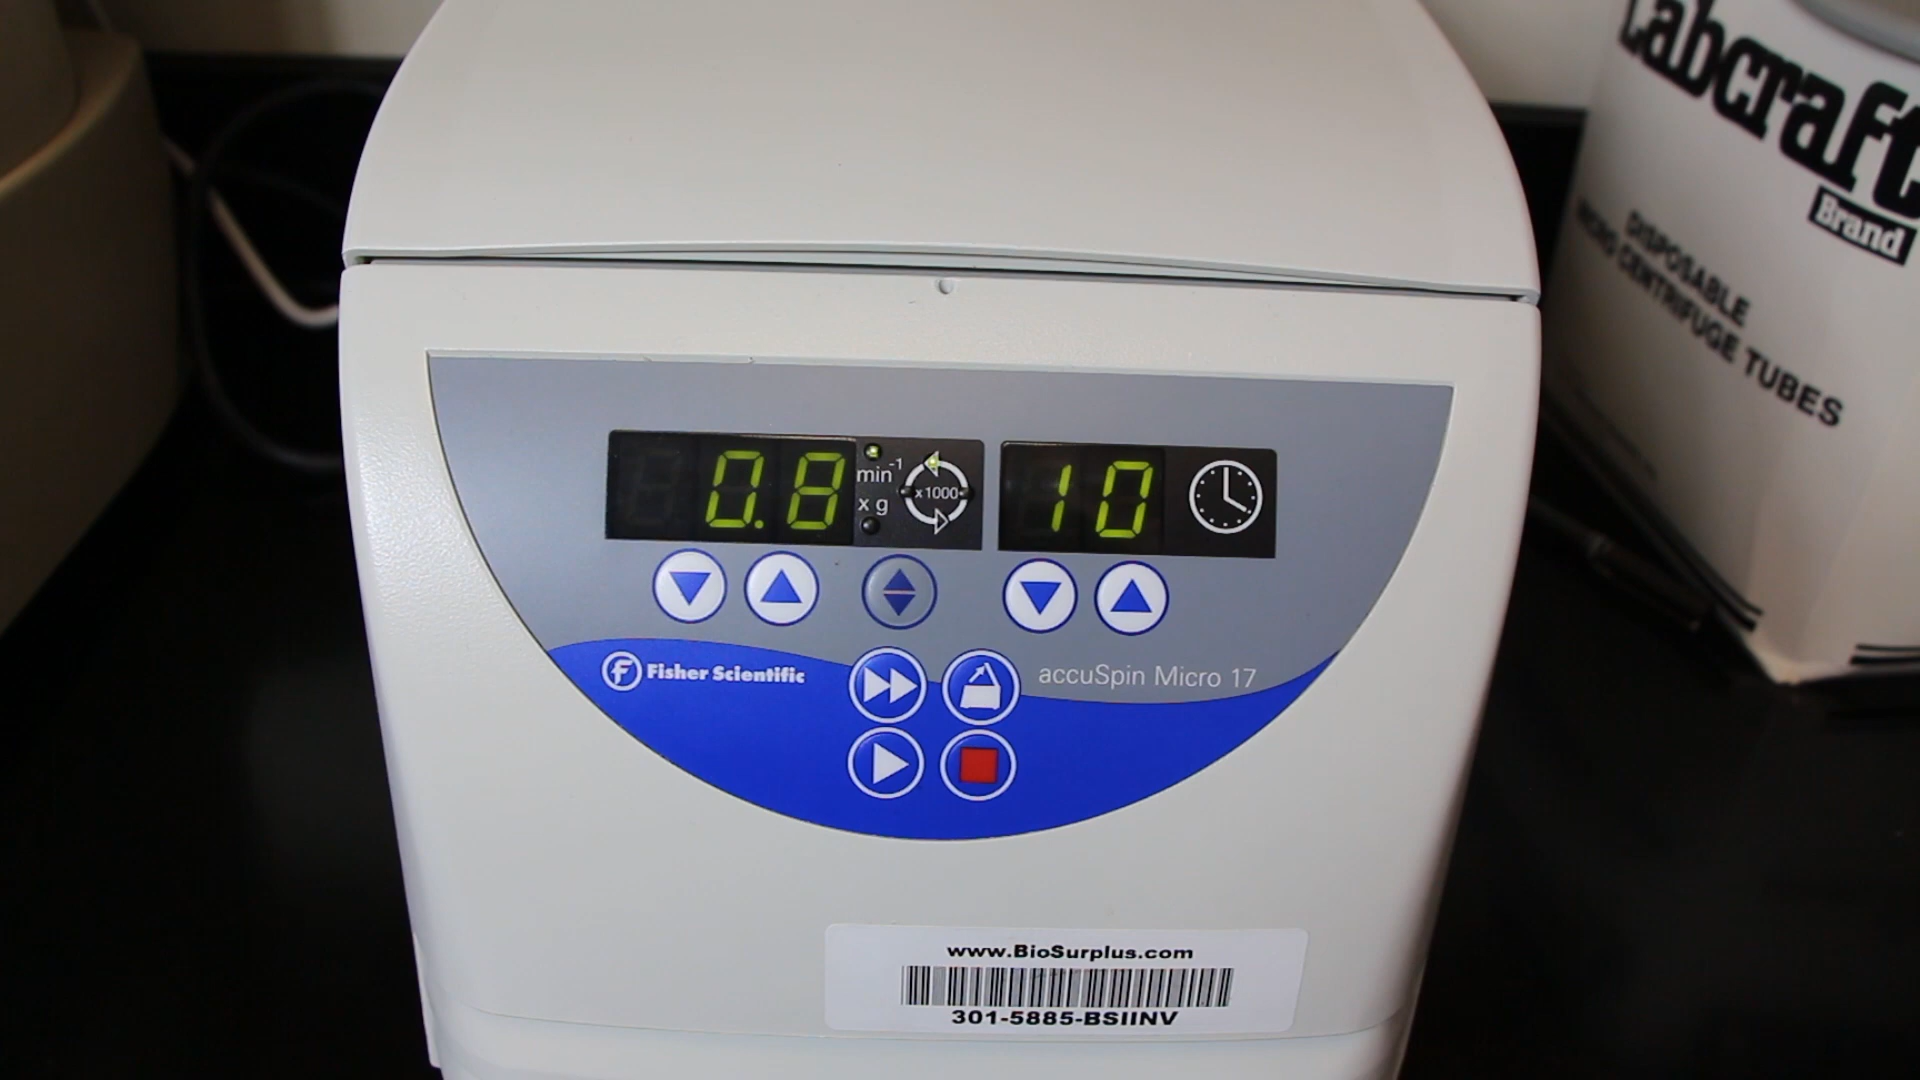 Labcraft
Brand
DISPOSABLE
MICRO CENTRIFUGE TUBES
0.8
min⁻¹
x g
x1000
10
Fisher Scientific
accuSpin Micro 17
www.BioSurplus.com
301-5885-BSIINV